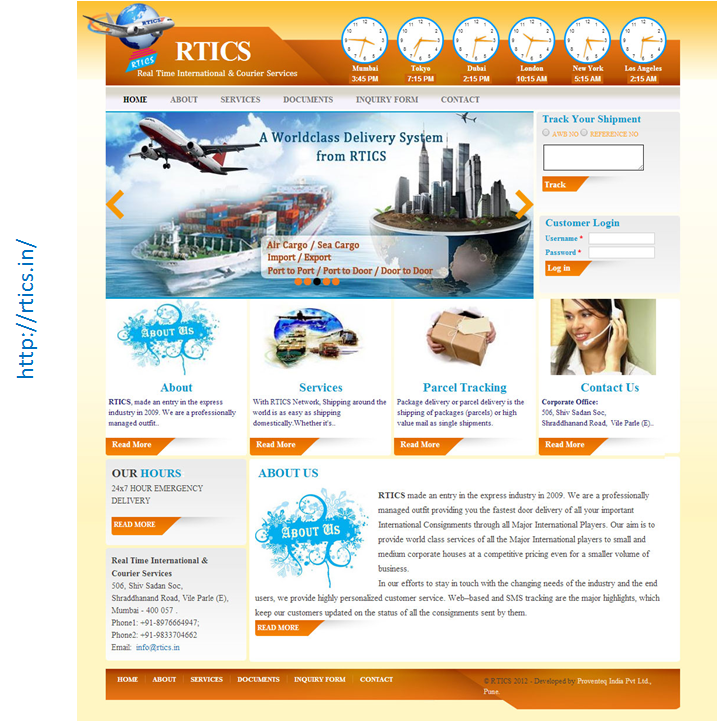 http://rtics.in/
RTICS
RTICS
RTICS
Real Time International & Courier Services
Mumbai Tokyo Dubai London New York Los Angeles
3:45 PM 7:15 PM 2:15 PM 10:15 AM 5:15 AM 2:15 AM
HOME ABOUT SERVICES DOCUMENTS INQUIRY FORM CONTACT
A Worldclass Delivery System
from RTICS
Air Cargo / Sea Cargo
Import / Export
Port to Port / Port to Door / Door to Door
Track Your Shipment
AWB NO REFERENCE NO
Track
Customer Login
Username *
Password *
Log in
About Us
About
RTICS, made an entry in the express
industry in 2009. We are a professionally
managed outfit..
Read More
Services
With RTICS Network, Shipping around the
world is as easy as shipping
domestically.Whether it's..
Read More
Parcel Tracking
Package delivery or parcel delivery is the
shipping of packages (parcels) or high
value mail as single shipments.
Read More
Contact Us
Corporate Office:
506, Shiv Sadan Soc,
Shraddhanand Road, Vile Parle (E)..
Read More
OUR HOURS
24x7 HOUR EMERGENCY
DELIVERY
READ MORE
Real Time International &
Courier Services
506, Shiv Sadan Soc,
Shraddhanand Road, Vile Parle (E),
Mumbai - 400 057 .
Phone1: +91-8976664947;
Phone2: +91-9833704662
Email: info@rtics.in
ABOUT US
About Us
RTICS made an entry in the express industry in 2009. We are a professionally
managed outfit providing you the fastest door delivery of all your important
International Consignments through all Major International Players. Our aim is to
provide world class services of all the Major International players to small and
medium corporate houses at a competitive pricing even for a smaller volume of
business.
In our efforts to stay in touch with the changing needs of the industry and the end
users, we provide highly personalized customer service. Web–based and SMS tracking are the major highlights, which
keep our customers updated on the status of all the consignments sent by them.
READ MORE
HOME ABOUT SERVICES DOCUMENTS INQUIRY FORM CONTACT
© RTICS 2012 - Developed by Proventeq India Pvt Ltd.,
Pune.